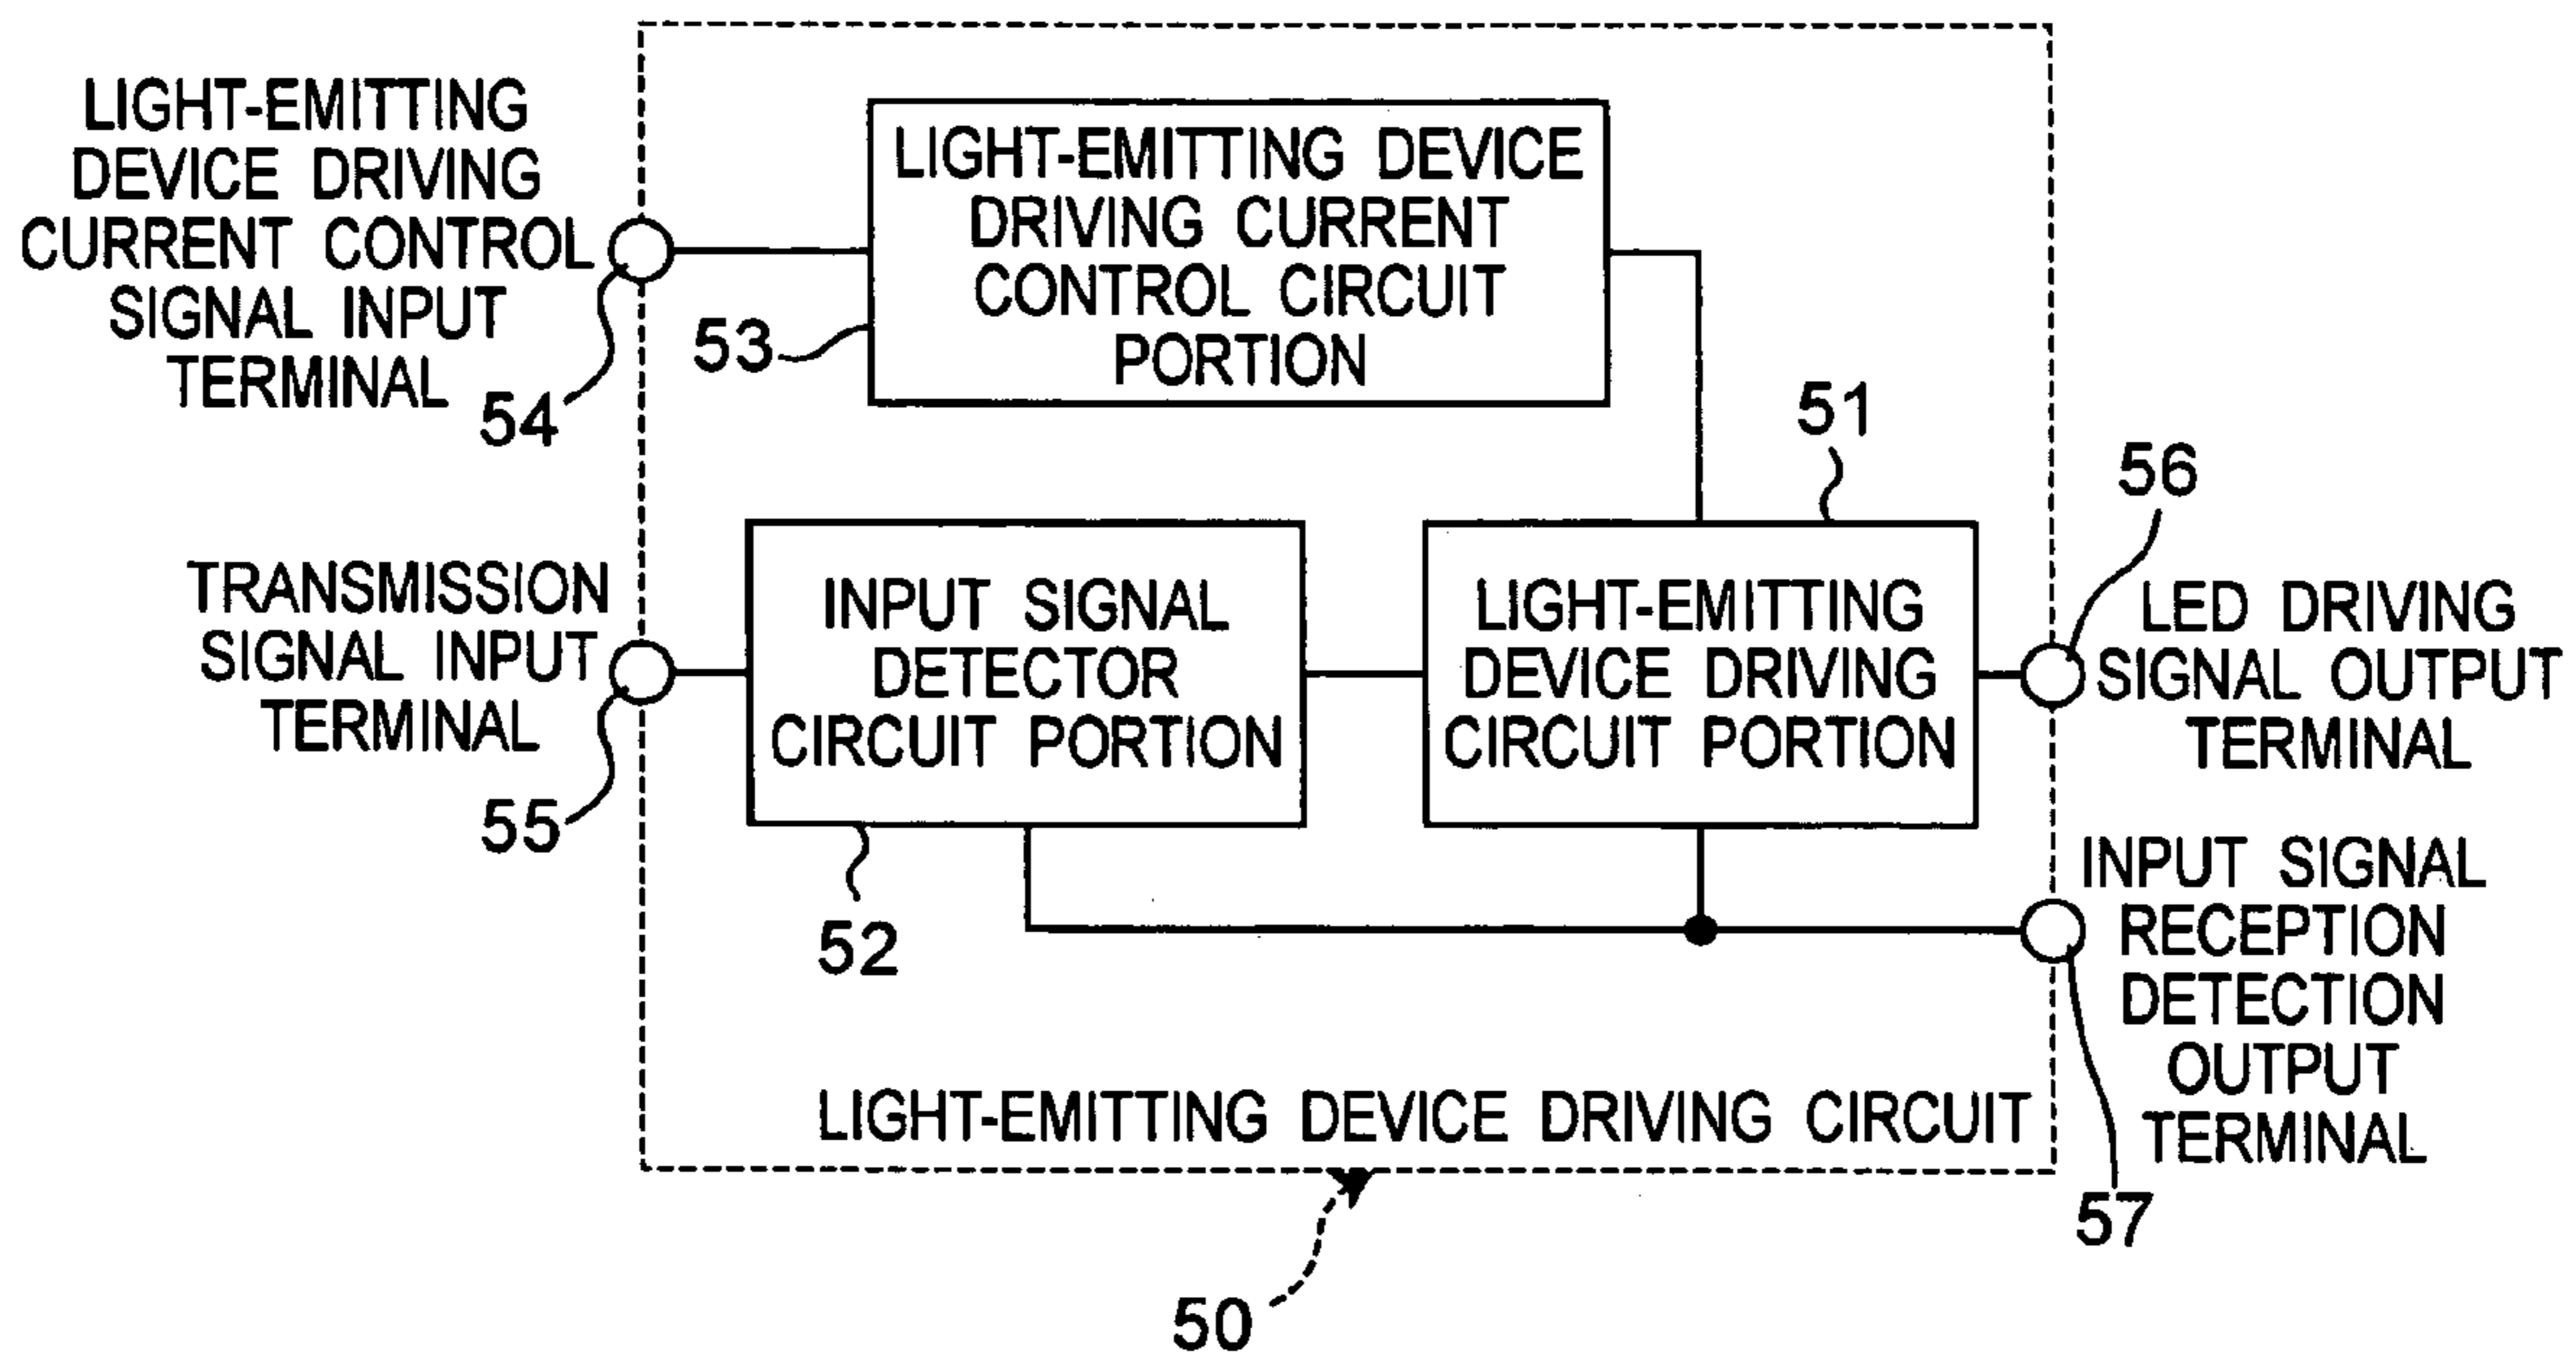 LIGHT-EMITTING
DEVICE DRIVING
CURRENT CONTROL
SIGNAL INPUT
TERMINAL
54
LIGHT-EMITTING DEVICE
DRIVING CURRENT
CONTROL CIRCUIT
PORTION
53
51
56
TRANSMISSION
SIGNAL INPUT
TERMINAL
55
INPUT SIGNAL
DETECTOR
CIRCUIT PORTION
52
LIGHT-EMITTING
DEVICE DRIVING
CIRCUIT PORTION
LED DRIVING
SIGNAL OUTPUT
TERMINAL
INPUT SIGNAL
RECEPTION
DETECTION
OUTPUT
TERMINAL
57
LIGHT-EMITTING DEVICE DRIVING CIRCUIT
50